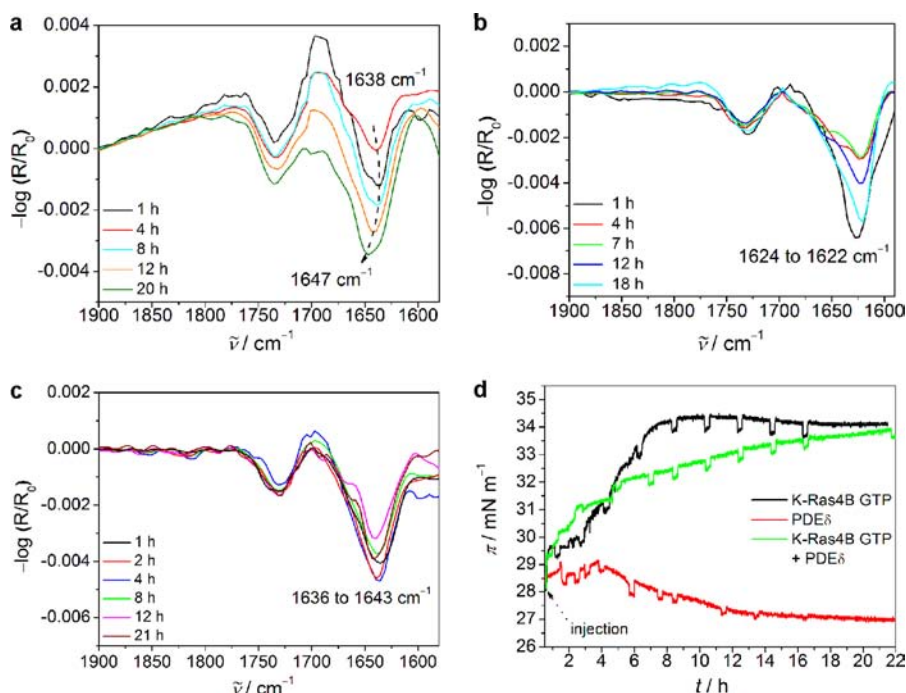 a
−log (R/R0)
0.004
0.002
0.000
-0.002
-0.004
1638 cm−1
1 h
4 h
8 h
12 h
20 h
1647 cm−1
1900 1850 1800 1750 1700 1650 1600
ν̃ / cm−1
b
−log (R/R0)
0.002
0.000
-0.002
-0.004
-0.006
-0.008
1 h
4 h
7 h
12 h
18 h
1624 to 1622 cm−1
1900 1850 1800 1750 1700 1650 1600
ν̃ / cm−1
c
−log (R/R0)
0.002
0.000
-0.002
-0.004
-0.006
1 h
2 h
4 h
8 h
12 h
21 h
1636 to 1643 cm−1
1900 1850 1800 1750 1700 1650 1600
ν̃ / cm−1
d
π / mN m−1
35
34
33
32
31
30
29
28
27
26
K-Ras4B GTP
PDEδ
K-Ras4B GTP
+ PDEδ
injection
2 4 6 8 10 12 14 16 18 20 22
t / h